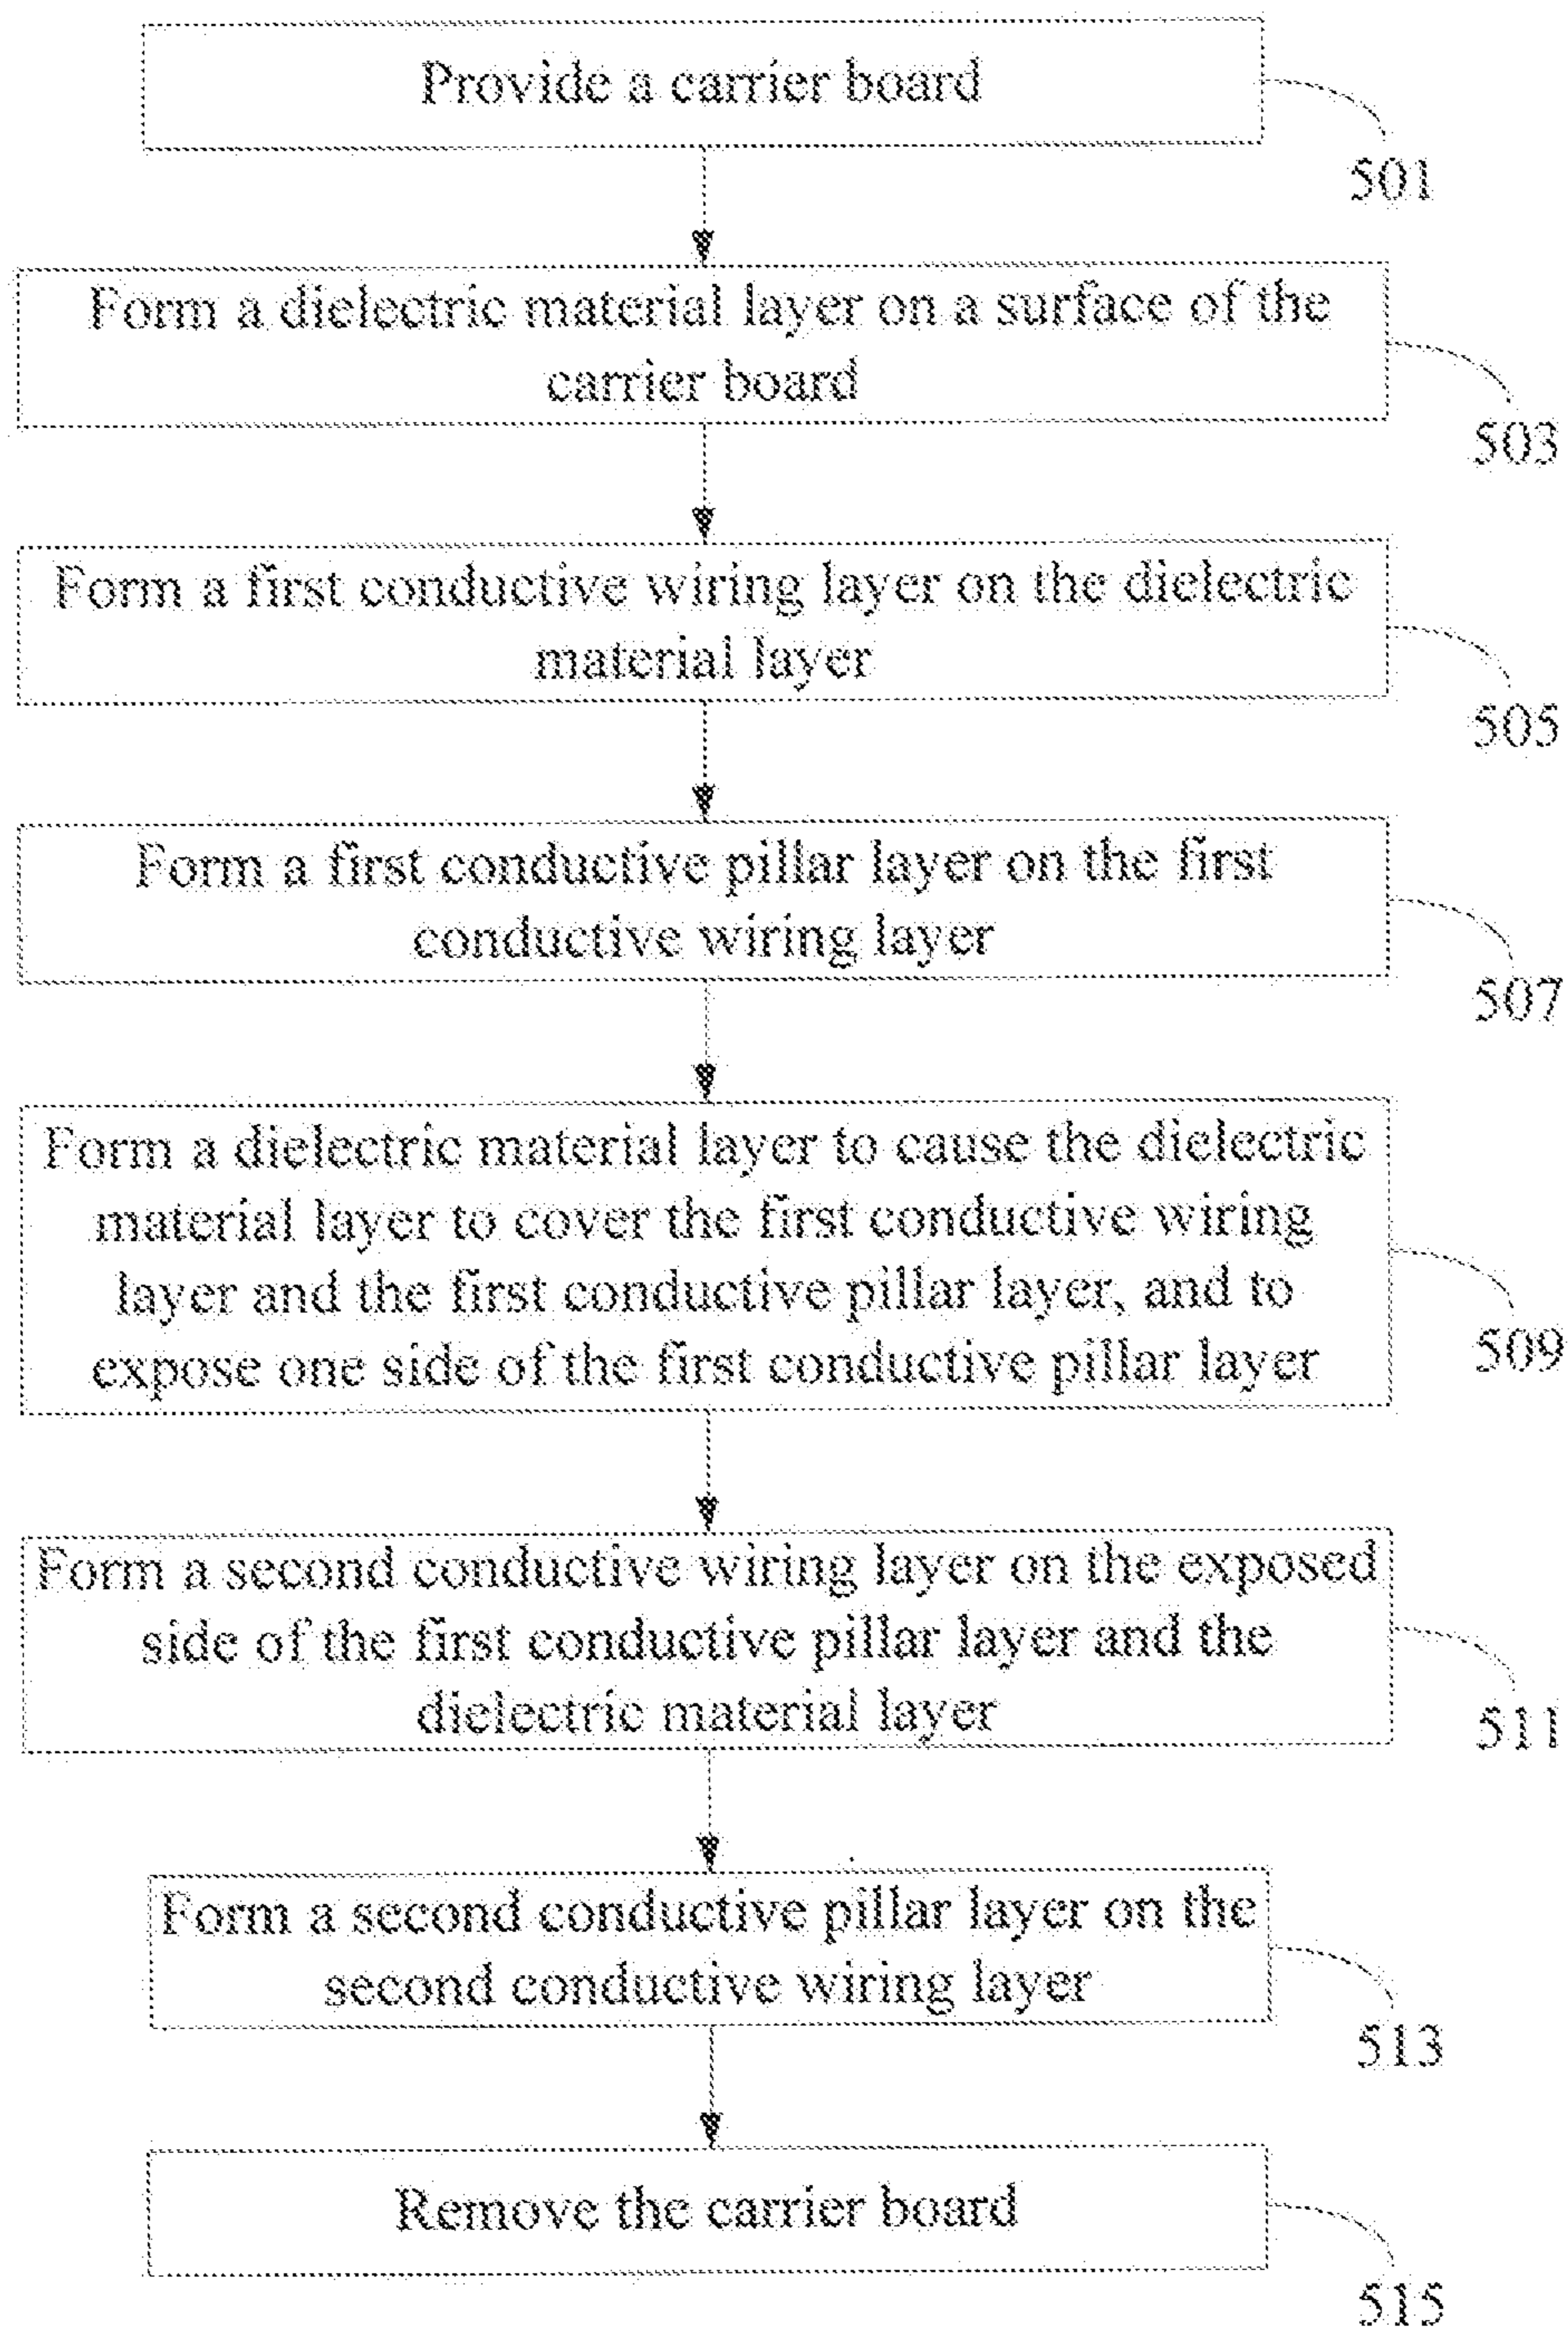 Provide a carrier board
501
Form a dielectric material layer on a surface of the
carrier board
503
Form a first conductive wiring layer on the dielectric
material layer
505
Form a first conductive pillar layer on the first
conductive wiring layer
507
Form a dielectric material layer to cause the dielectric
material layer to cover the first conductive wiring
layer and the first conductive pillar layer, and to
expose one side of the first conductive pillar layer
509
Form a second conductive wiring layer on the exposed
side of the first conductive pillar layer and the
dielectric material layer
511
Form a second conductive pillar layer on the
second conductive wiring layer
513
Remove the carrier board
515